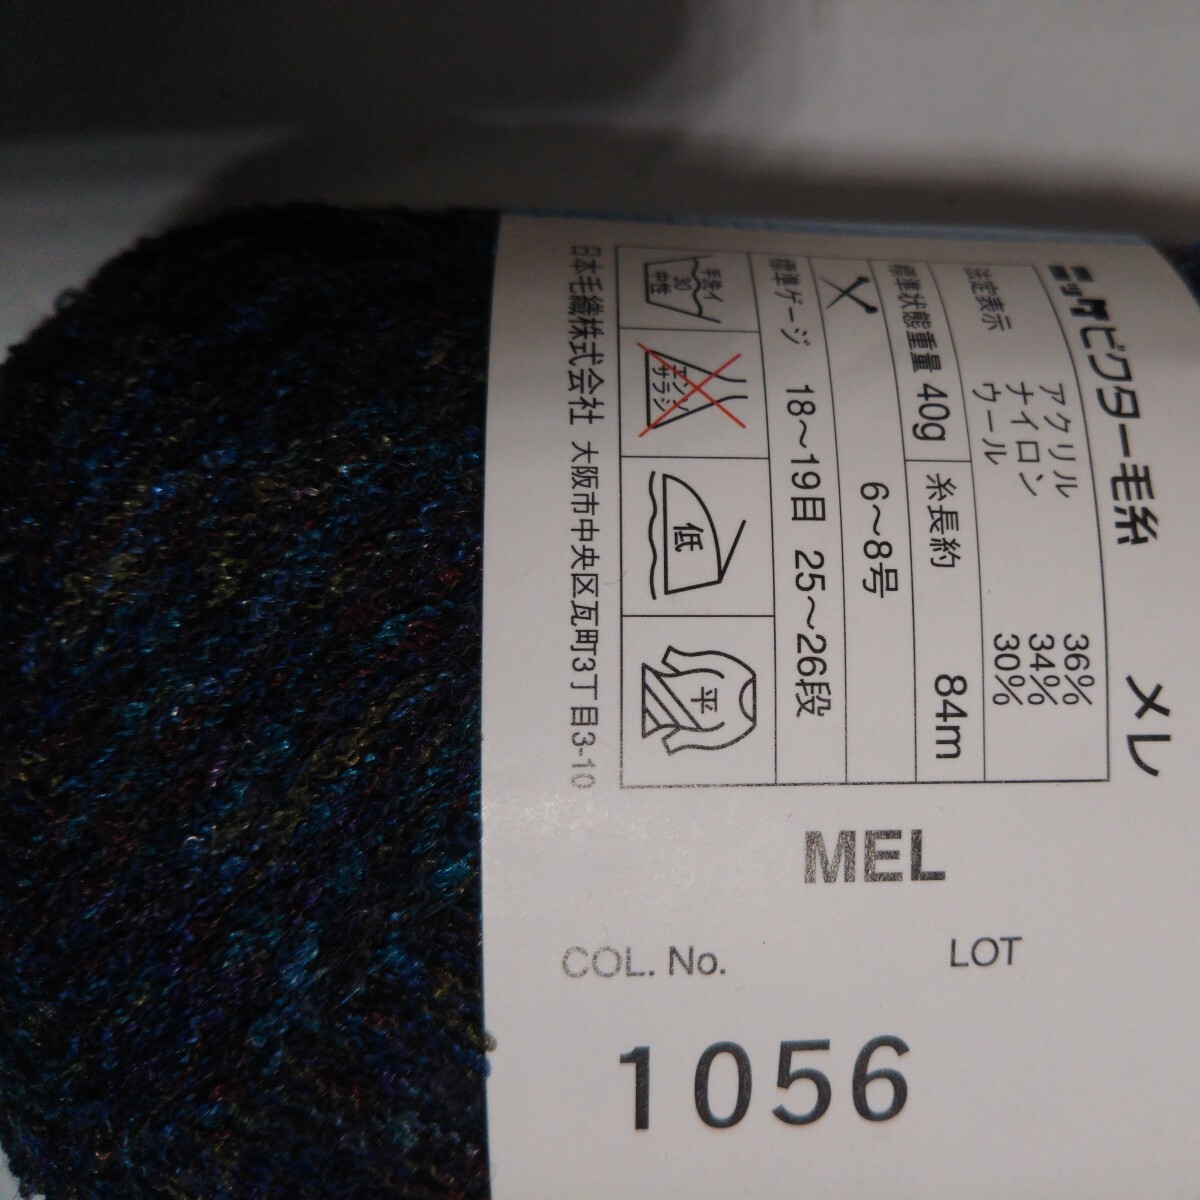 ニッケビクター毛糸 メレ
法定表示 アクリル 36%
ナイロン 34%
ウール 30%
標準状態重量 40g 糸長約 84m
6〜8号
標準ゲージ 18〜19目 25〜26段
手洗イ
30
中性
エンソ
サラシ
低
平
日本毛織株式会社 大阪市中央区瓦町3丁目3-10
MEL
COL. No. LOT
1056